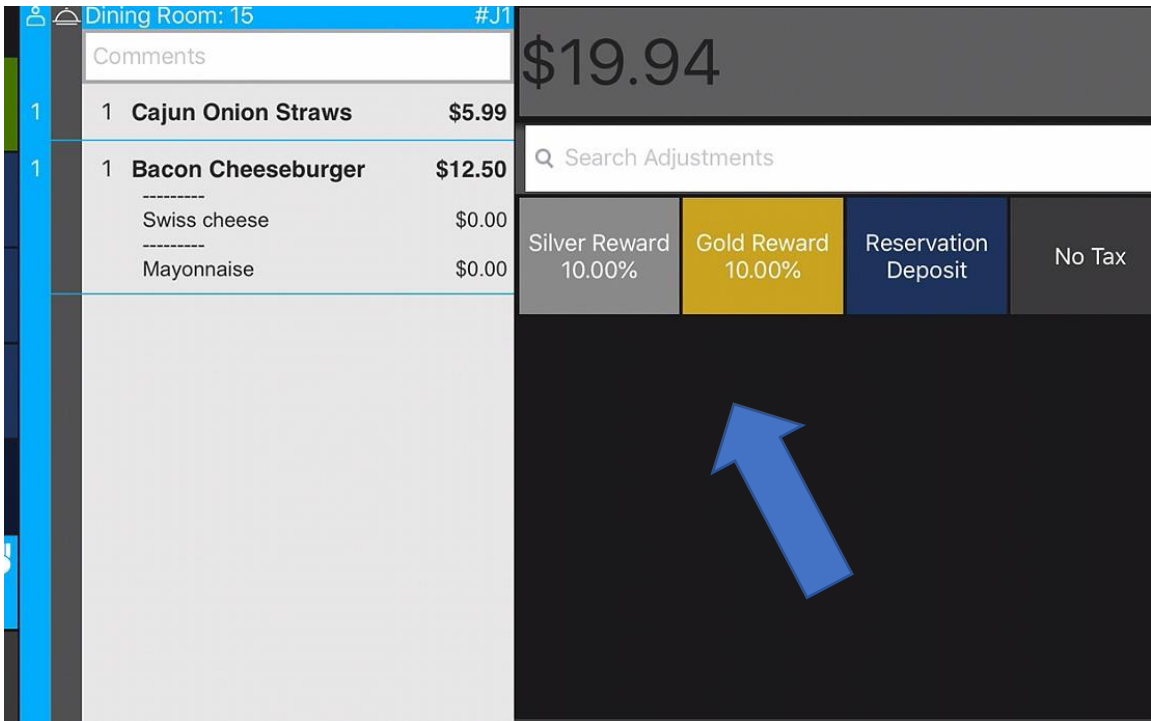 Dining Room: 15 #J1
Comments
1 1 Cajun Onion Straws $5.99
1 1 Bacon Cheeseburger $12.50
---------
Swiss cheese $0.00
---------
Mayonnaise $0.00
$19.94
Search Adjustments
Silver Reward
10.00%
Gold Reward
10.00%
Reservation
Deposit
No Tax